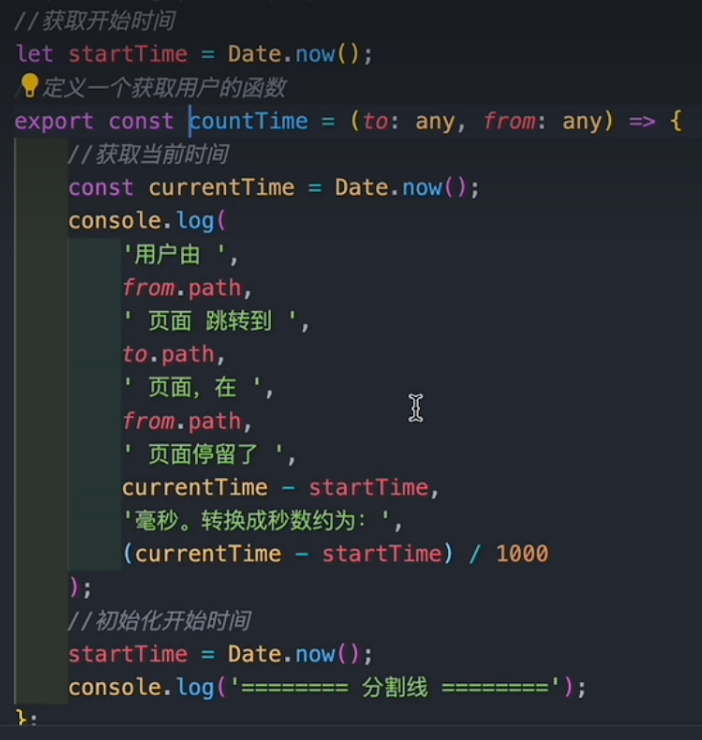 //获取开始时间
let startTime = Date.now();
定义一个获取用户的函数
export const countTime = (to: any, from: any) => {
    //获取当前时间
    const currentTime = Date.now();
    console.log(
        '用户由 ',
        from.path,
        ' 页面 跳转到 ',
        to.path,
        ' 页面，在 ',
        from.path,
        ' 页面停留了 ',
        currentTime - startTime,
        '毫秒。转换成秒数约为：',
        (currentTime - startTime) / 1000
    );
    //初始化开始时间
    startTime = Date.now();
    console.log('======== 分割线 ========');
};